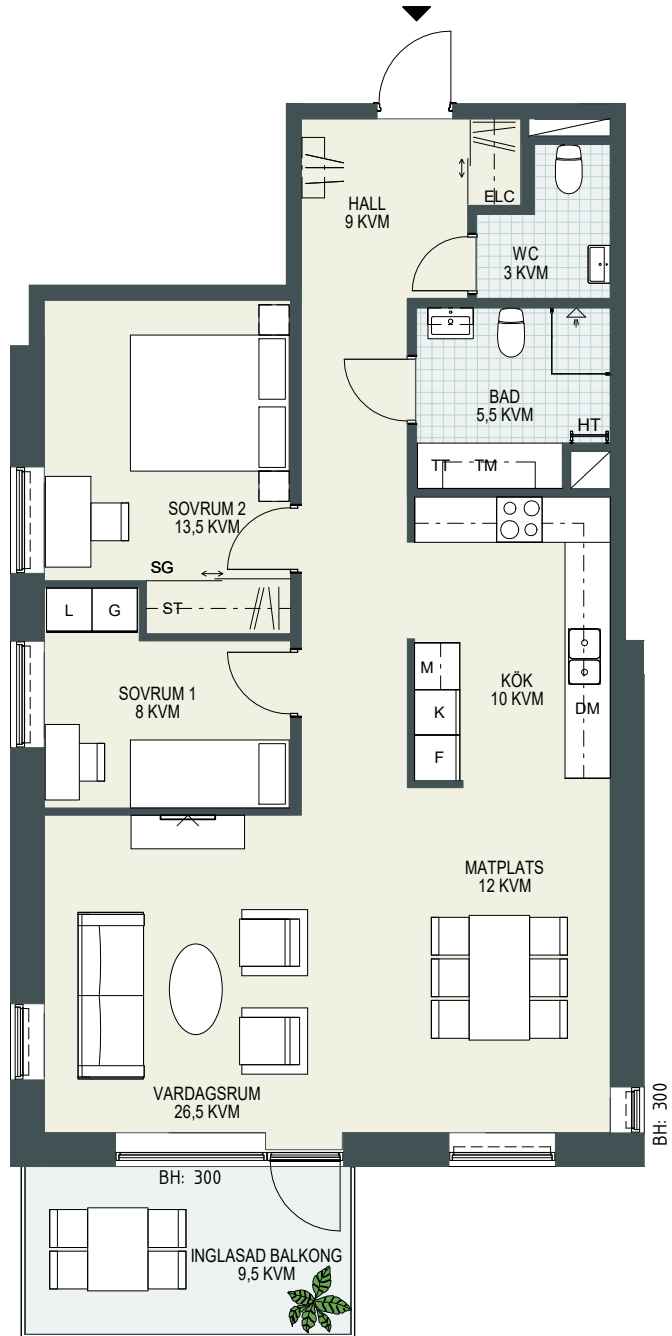 ELC
HALL
9 KVM
WC
3 KVM
BAD
5,5 KVM
HT
TT TM
SOVRUM 2
13,5 KVM
SG
L G ST
SOVRUM 1
8 KVM
M
K
F
KÖK
10 KVM
DM
MATPLATS
12 KVM
VARDAGSRUM
26,5 KVM
BH: 300
BH: 300
INGLASAD BALKONG
9,5 KVM